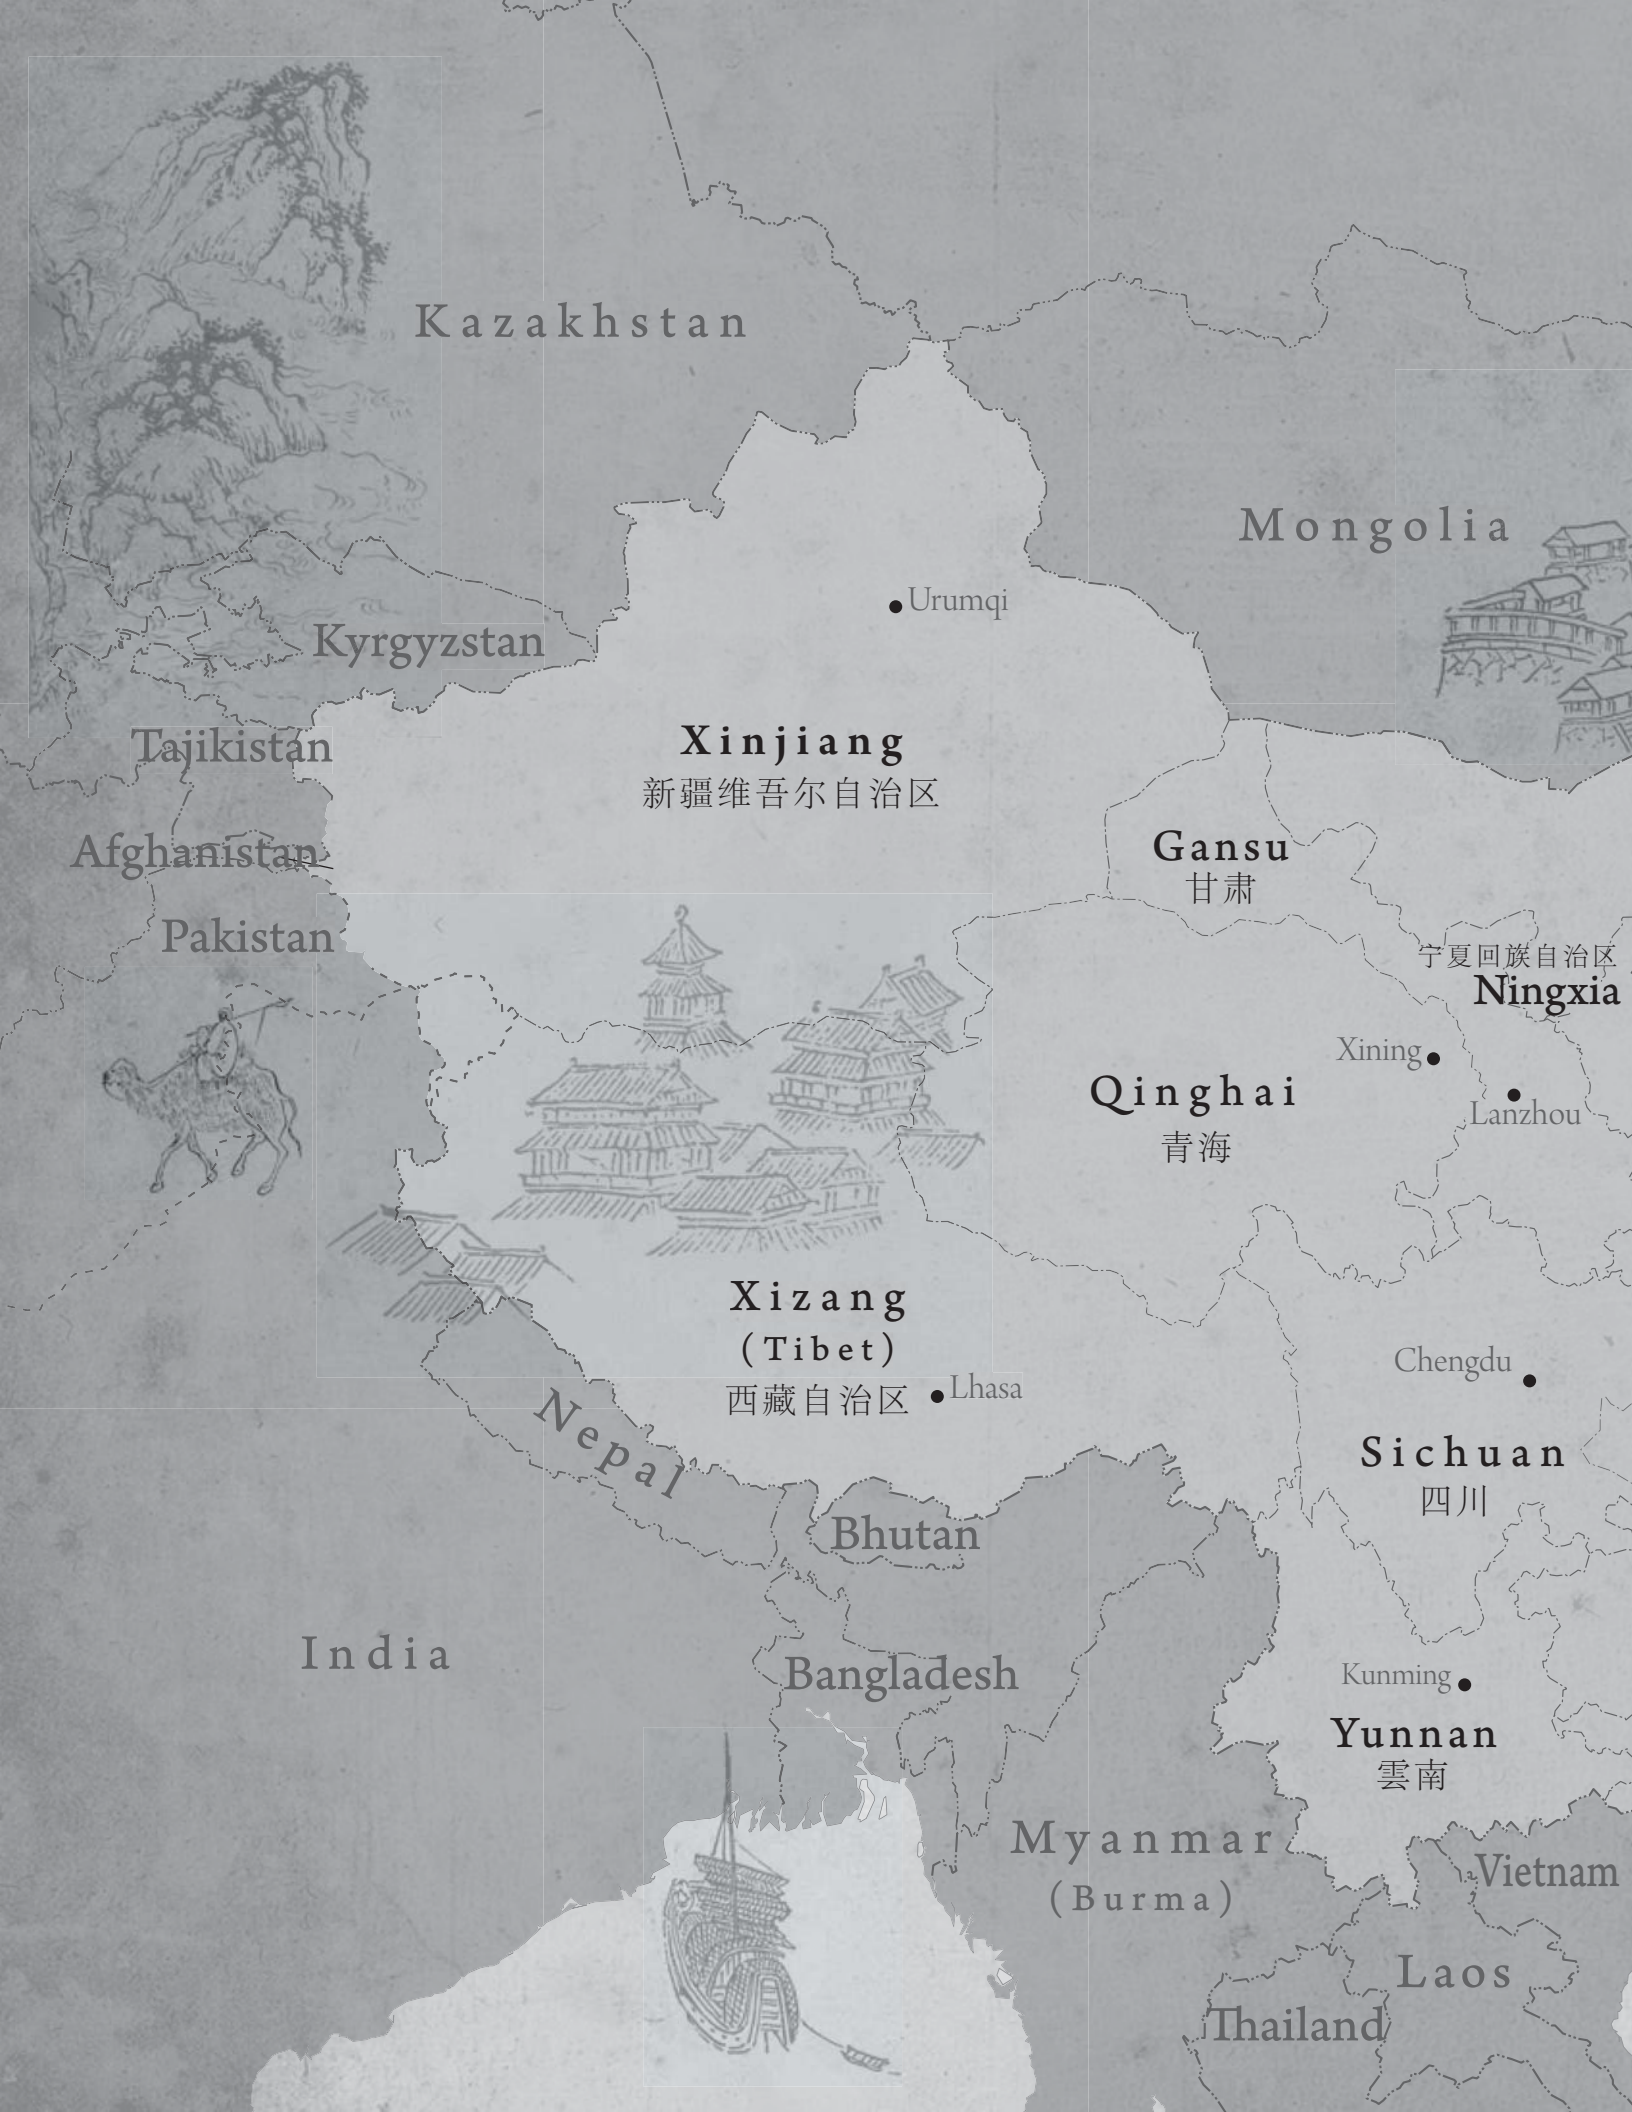 Kazakhstan
Mongolia
Urumqi
Kyrgyzstan
Xinjiang
新疆维吾尔自治区
Tajikistan
Afghanistan
Gansu
甘肃
Pakistan
宁夏回族自治区
Ningxia
Xining
Qinghai
青海
Lanzhou
Xizang
(Tibet)
西藏自治区
Lhasa
Chengdu
Nepal
Sichuan
四川
Bhutan
India
Bangladesh
Kunming
Yunnan
雲南
Myanmar
(Burma)
Vietnam
Laos
Thailand